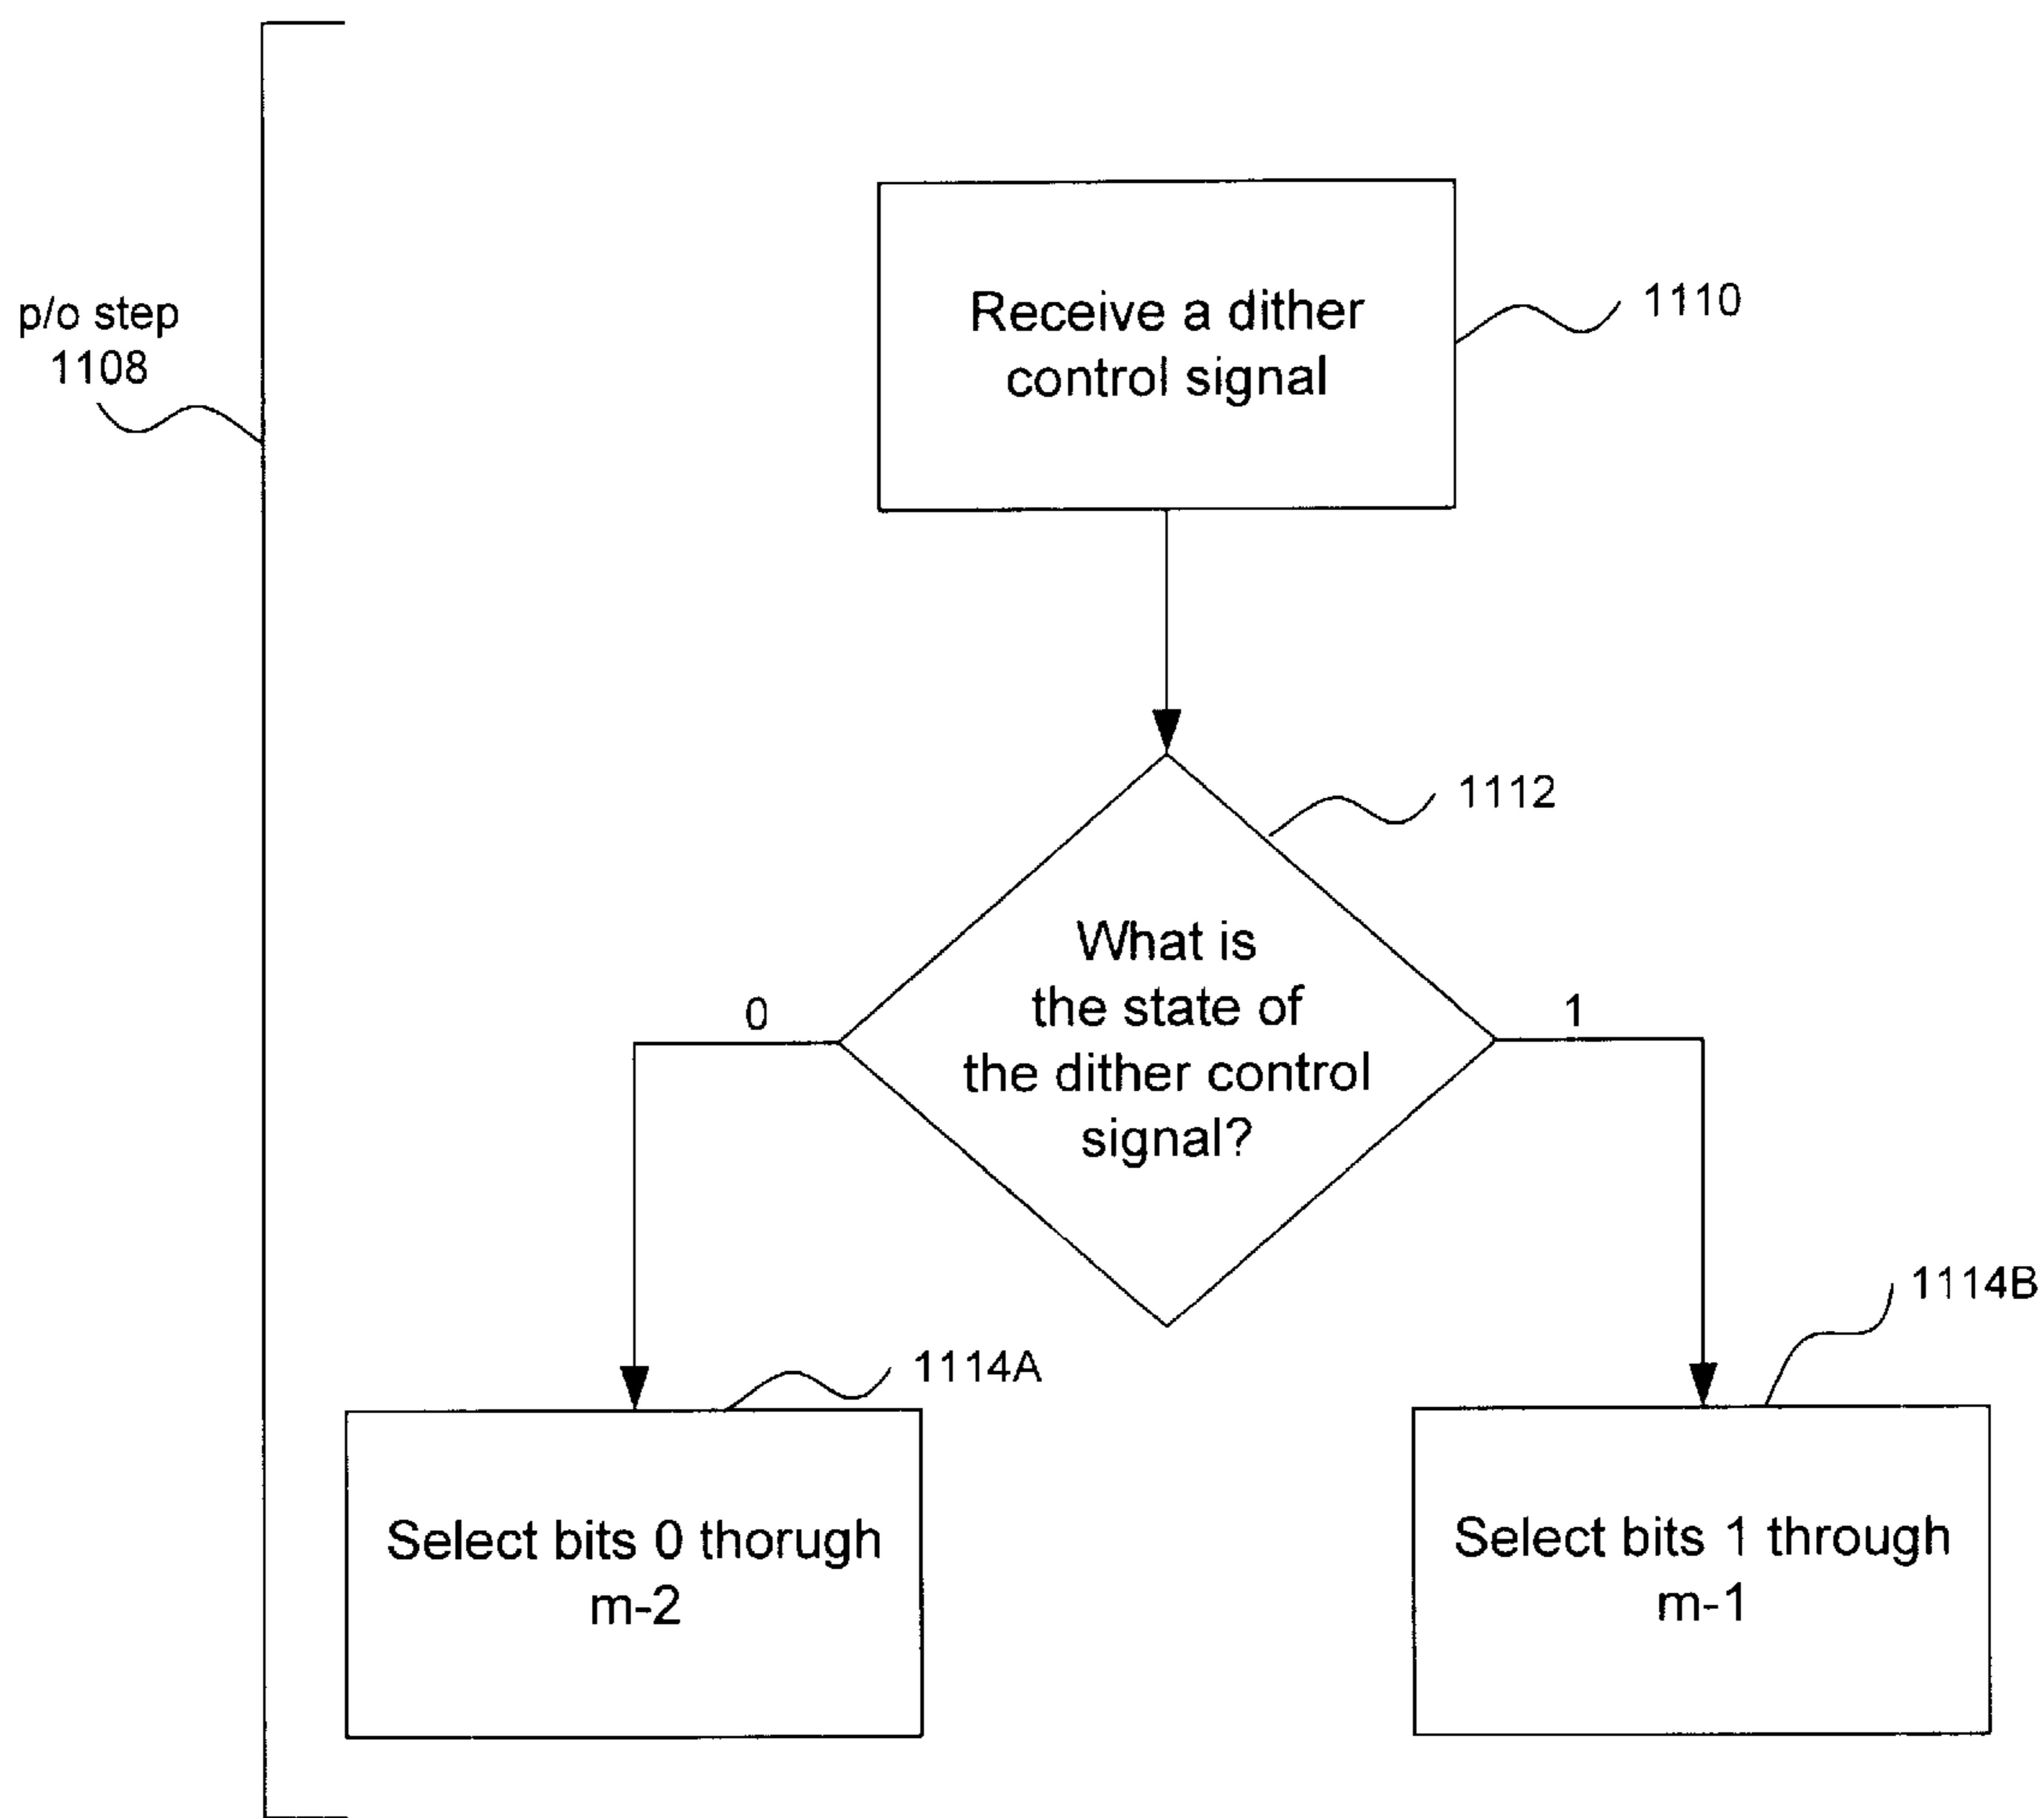 p/o step
1108
Receive a dither
control signal
1110
1112
What is
the state of
the dither control
signal?
0
1
1114A
1114B
Select bits 0 thorugh
m-2
Select bits 1 through
m-1